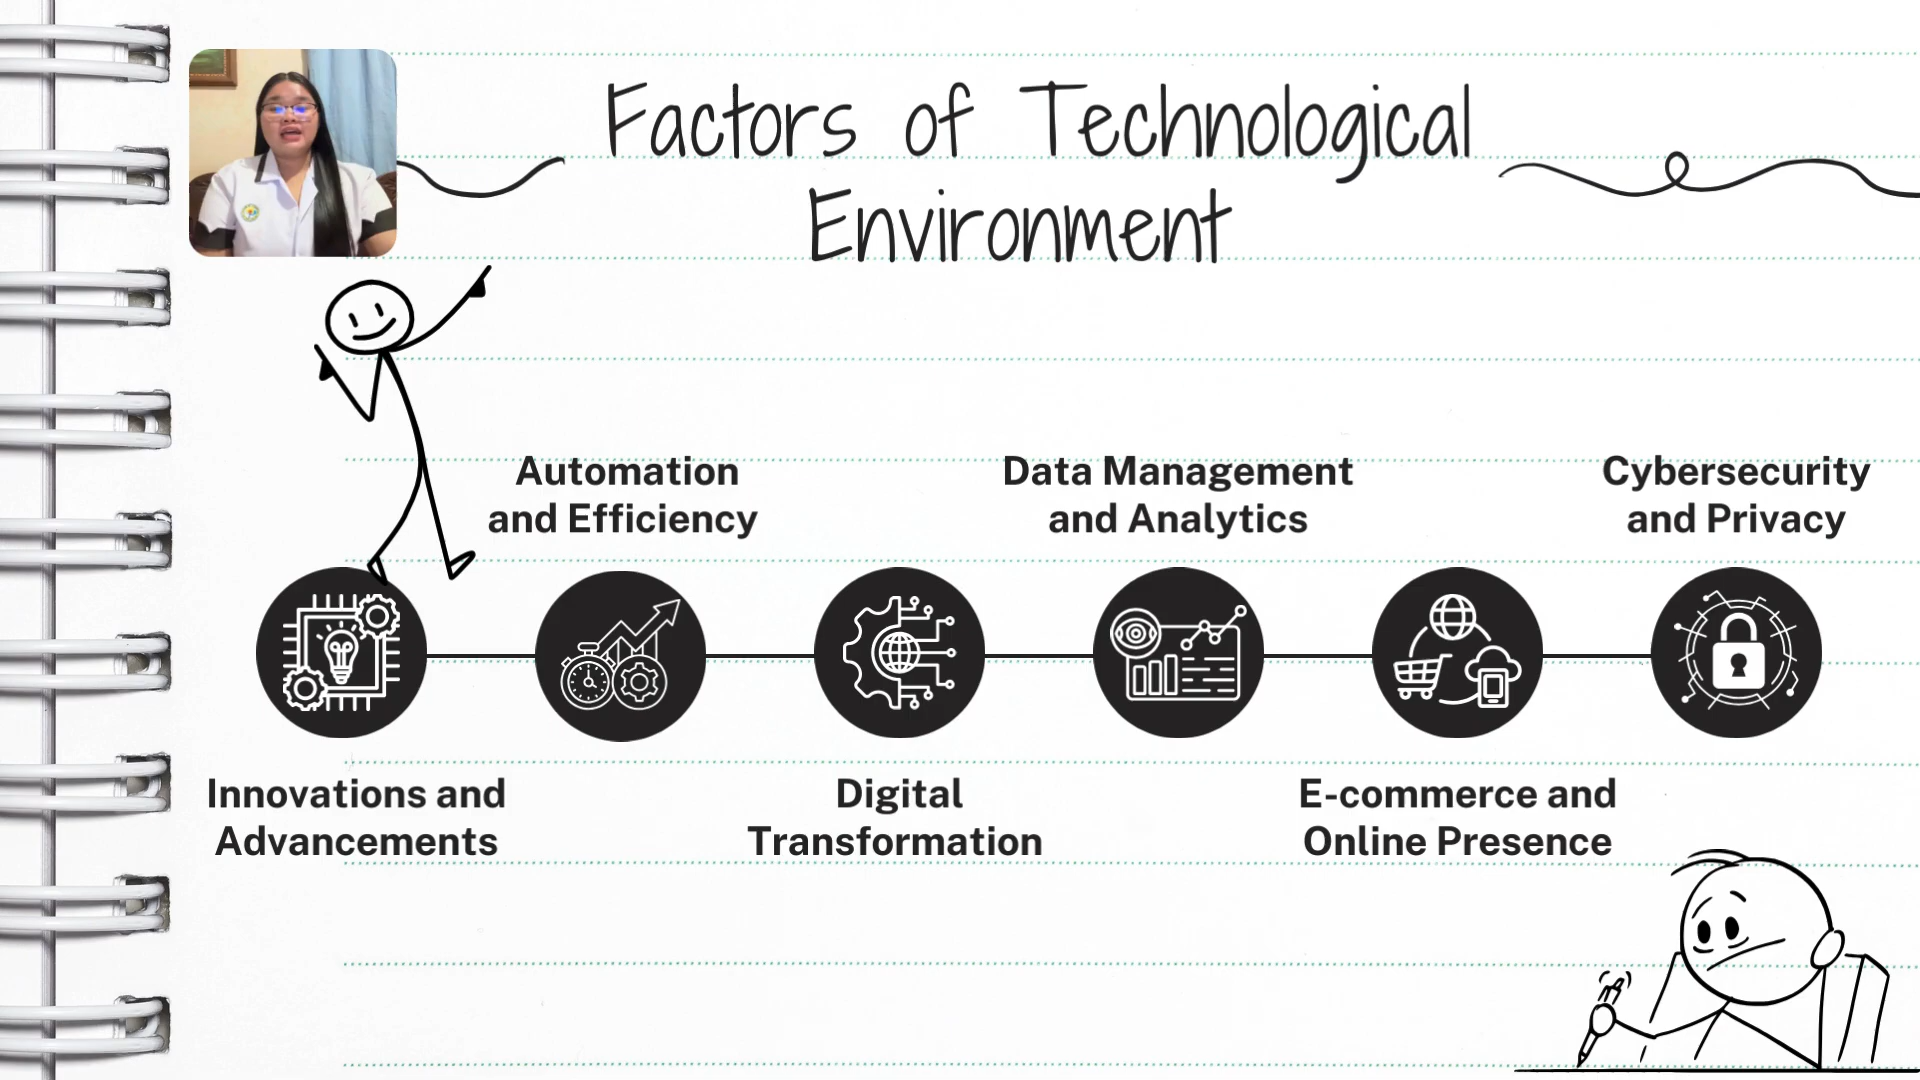 Factors of Technological
Environment
Automation
and Efficiency
Data Management
and Analytics
Cybersecurity
and Privacy
Innovations and
Advancements
Digital
Transformation
E-commerce and
Online Presence